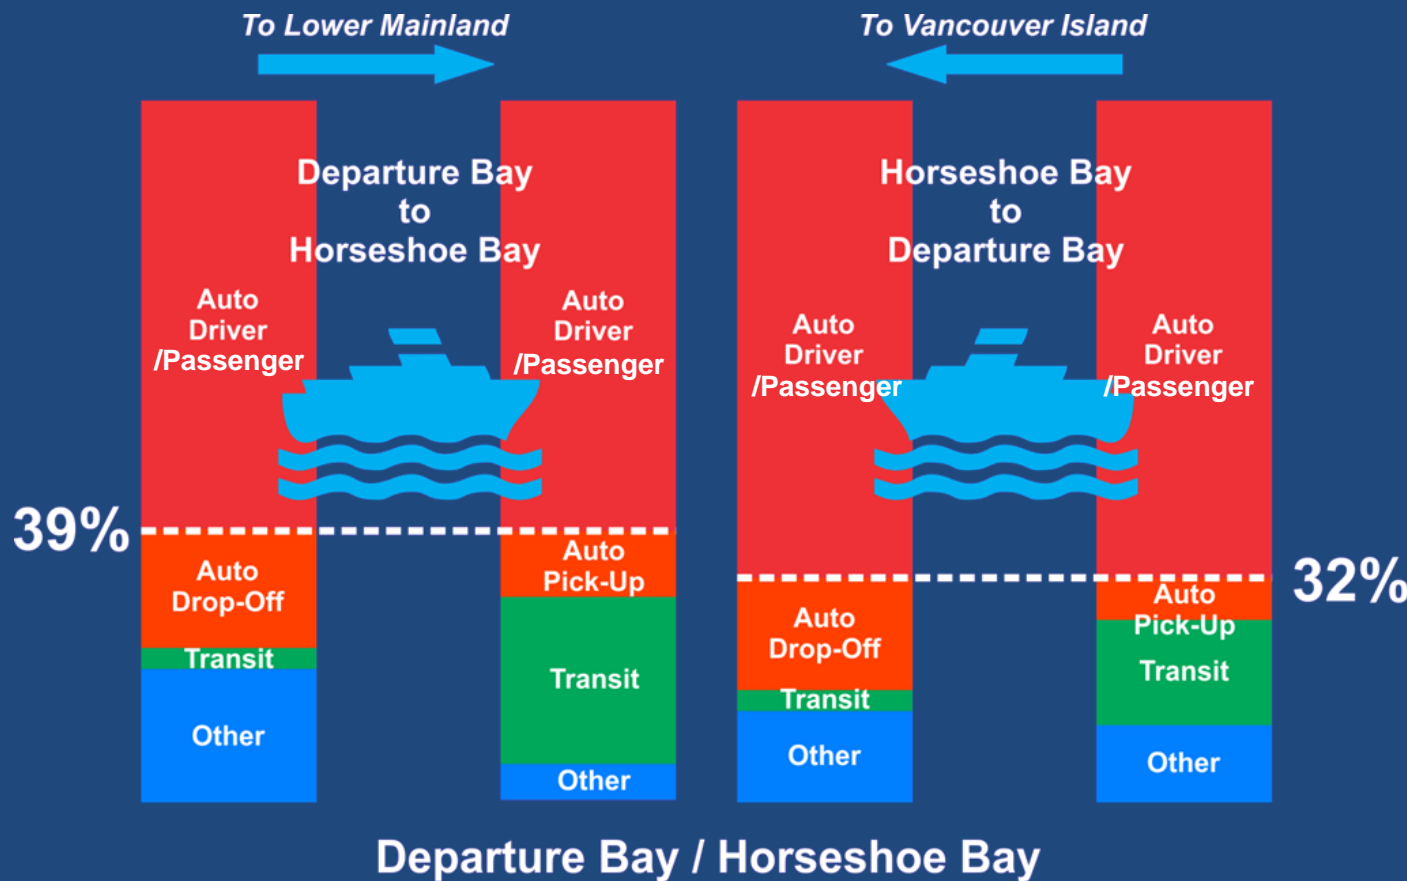 To Lower Mainland
To Vancouver Island
Departure Bay
to
Horseshoe Bay
Horseshoe Bay
to
Departure Bay
Auto
Driver
/Passenger
Auto
Driver
/Passenger
Auto
Driver
/Passenger
Auto
Driver
/Passenger
39%
Auto
Drop-Off
Transit
Other
Auto
Pick-Up
Transit
Other
Auto
Drop-Off
Transit
Other
Auto
Pick-Up
Transit
Other
32%
Departure Bay / Horseshoe Bay